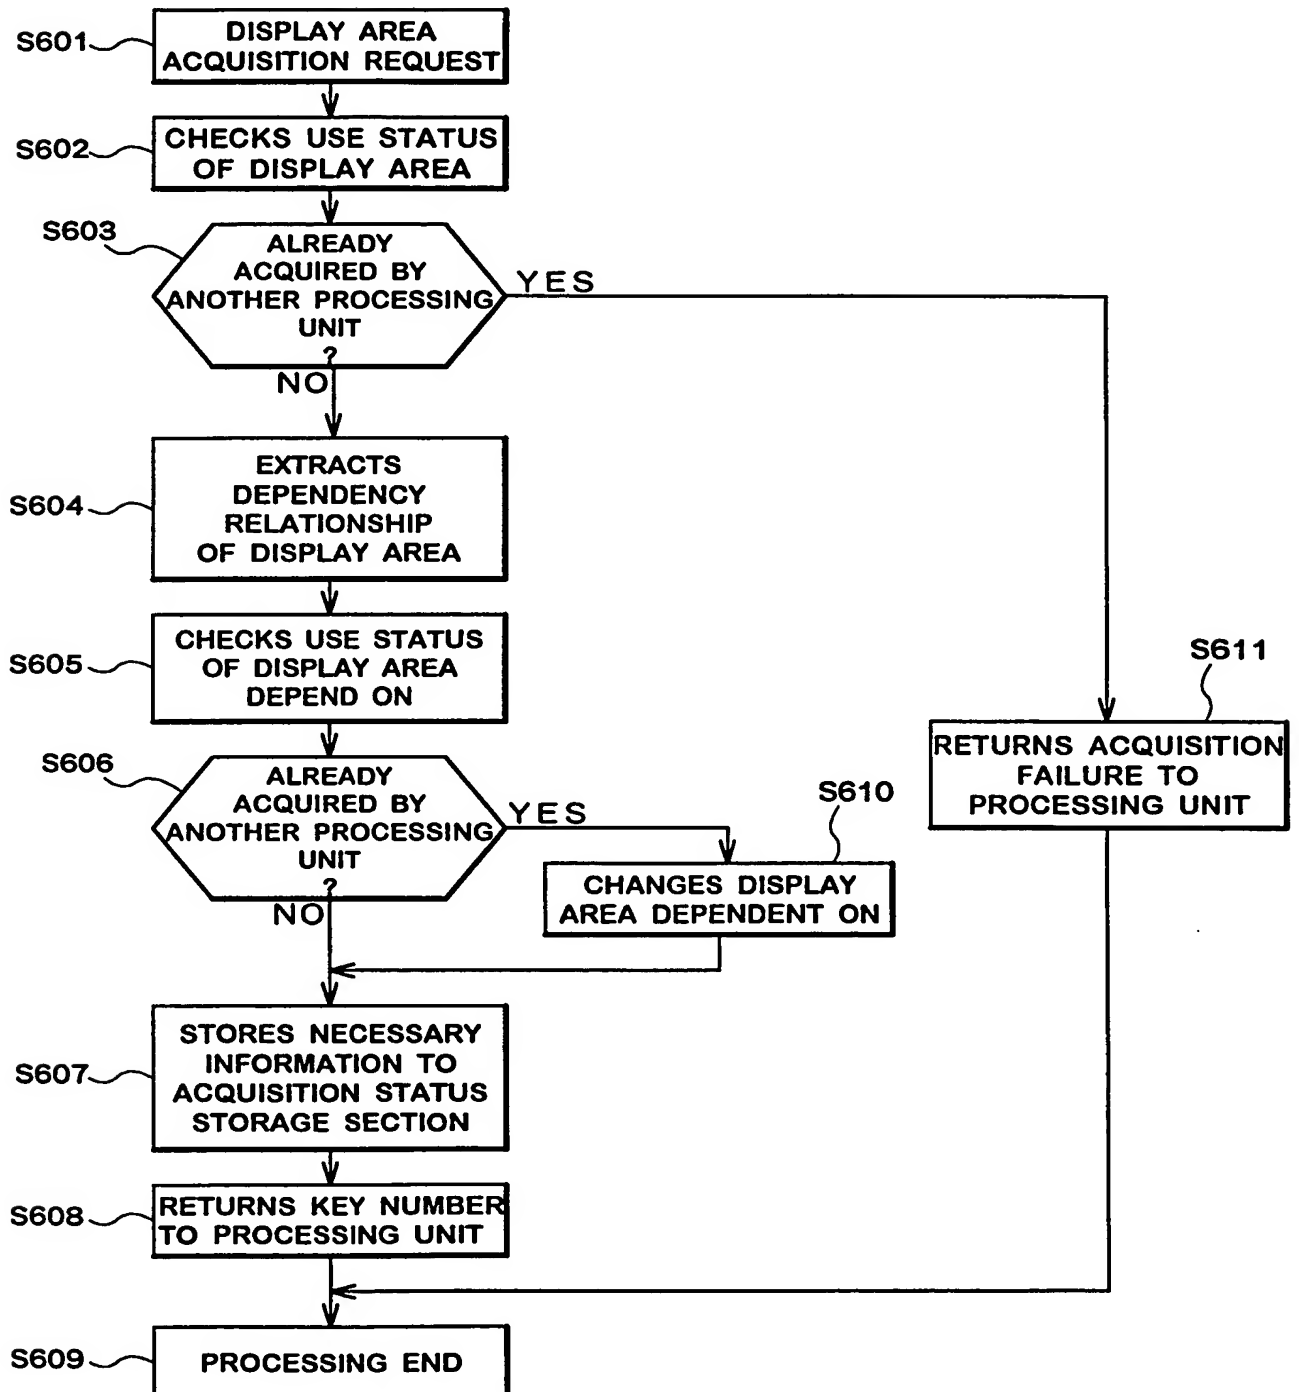 S601
DISPLAY AREA
ACQUISITION REQUEST
S602
CHECKS USE STATUS
OF DISPLAY AREA
S603
ALREADY
ACQUIRED BY
ANOTHER PROCESSING
UNIT
?
YES
NO
S604
EXTRACTS
DEPENDENCY
RELATIONSHIP
OF DISPLAY AREA
S605
CHECKS USE STATUS
OF DISPLAY AREA
DEPEND ON
S606
ALREADY
ACQUIRED BY
ANOTHER PROCESSING
UNIT
?
YES
NO
S610
CHANGES DISPLAY
AREA DEPENDENT ON
S611
RETURNS ACQUISITION
FAILURE TO
PROCESSING UNIT
S607
STORES NECESSARY
INFORMATION TO
ACQUISITION STATUS
STORAGE SECTION
S608
RETURNS KEY NUMBER
TO PROCESSING UNIT
S609
PROCESSING END